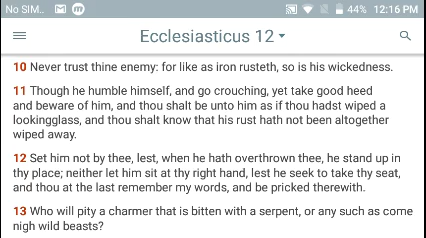 No SIM.. 44% 12:16 PM
Ecclesiasticus 12
10 Never trust thine enemy: for like as iron rusteth, so is his wickedness.
11 Though he humble himself, and go crouching, yet take good heed
and beware of him, and thou shalt be unto him as if thou hadst wiped a
lookingglass, and thou shalt know that his rust hath not been altogether
wiped away.
12 Set him not by thee, lest, when he hath overthrown thee, he stand up in
thy place; neither let him sit at thy right hand, lest he seek to take thy seat,
and thou at the last remember my words, and be pricked therewith.
13 Who will pity a charmer that is bitten with a serpent, or any such as come
nigh wild beasts?